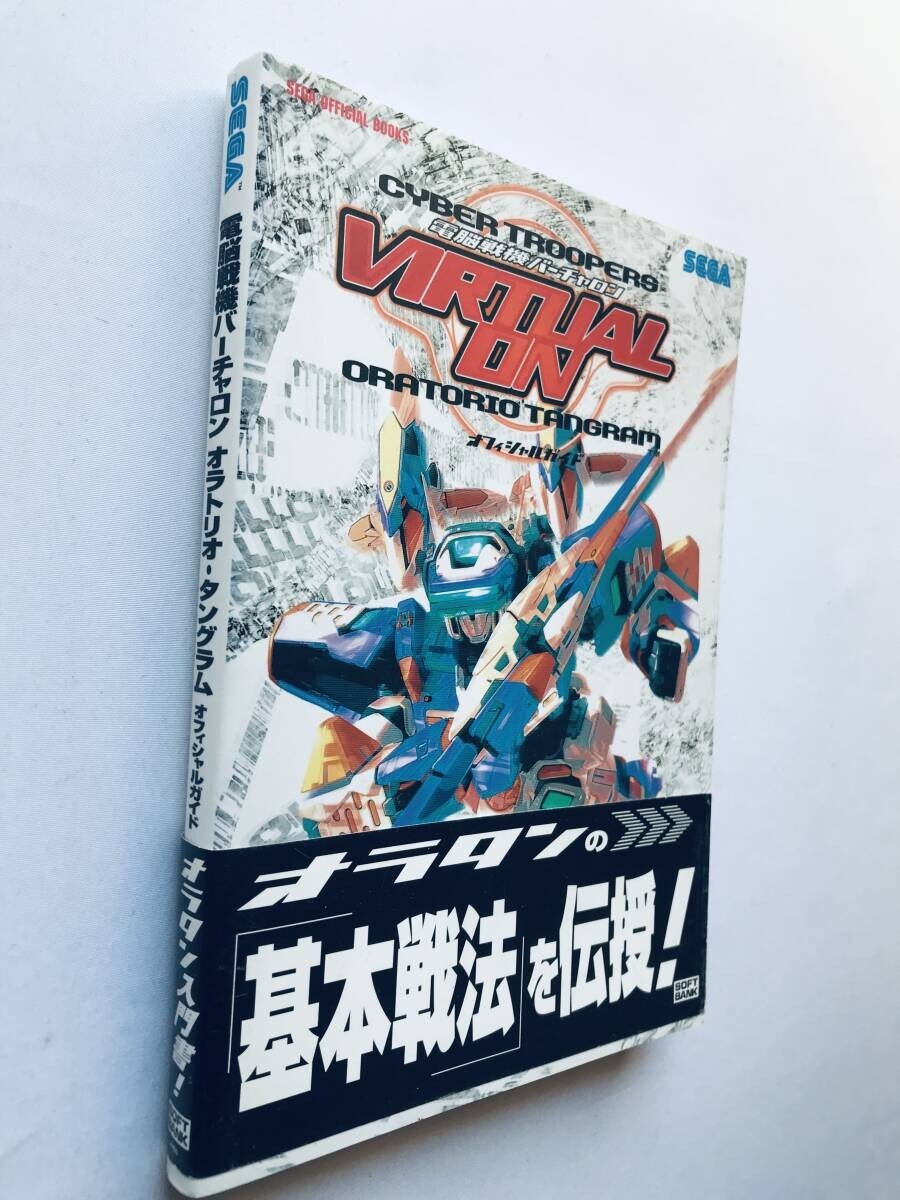 SEGA OFFICIAL BOOKS
CYBER TROOPERS
電脳戦機バーチャロン
VIRTUAL
ON
ORATORIO TANGRAM
オフィシャルガイド
SEGA
オラタンの
「基本戦法」を伝授!
SOFT
BANK
SEGA
電脳戦機バーチャロン オラトリオ・タングラム オフィシャルガイド
オラタン入門書!
SOFT
BANK